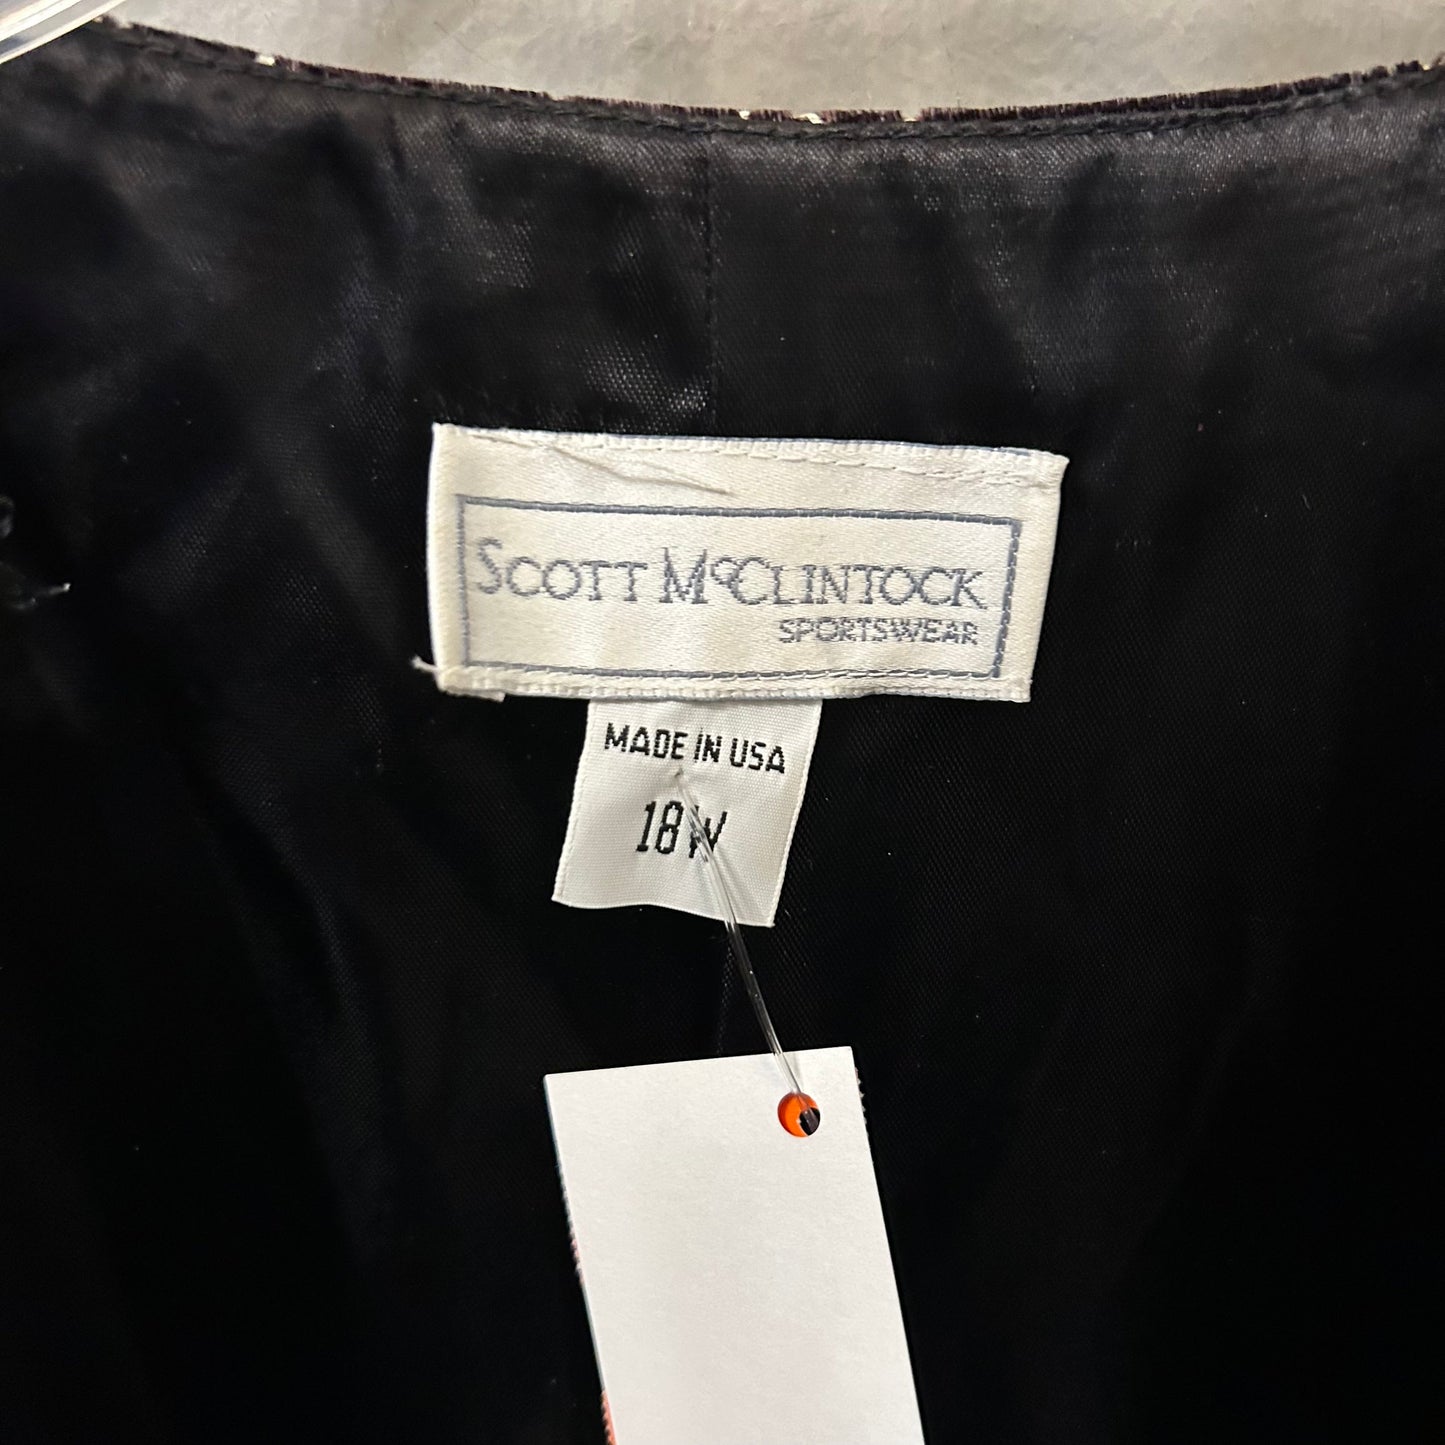 SCOTT McCLINTOCK
SPORTSWEAR
MADE IN USA
18W